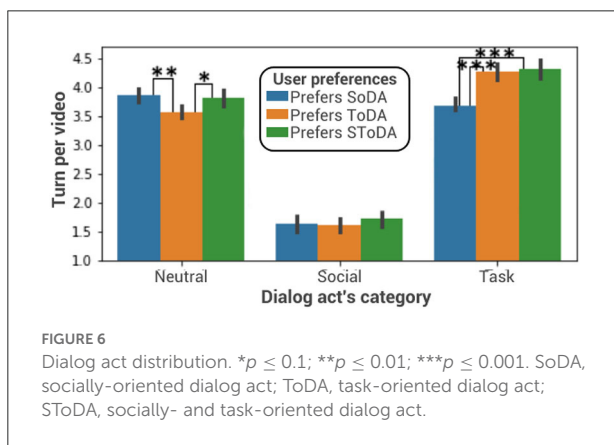 4.5
4.0
3.5
3.0
2.5
2.0
1.5
1.0
Turn per video
** * *** ***
User preferences
Prefers SoDA
Prefers ToDA
Prefers SToDA
Neutral Social Task
Dialog act's category
FIGURE 6
Dialog act distribution. *p ≤ 0.1; **p ≤ 0.01; ***p ≤ 0.001. SoDA,
socially-oriented dialog act; ToDA, task-oriented dialog act;
SToDA, socially- and task-oriented dialog act.